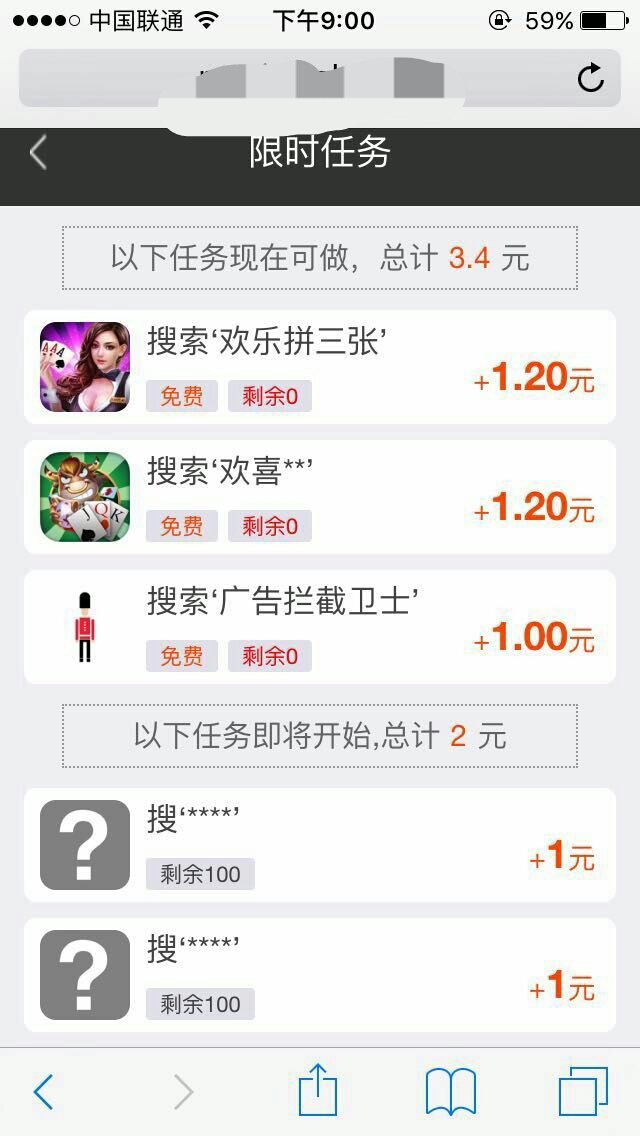 中国联通 下午9:00 59%
限时任务
以下任务现在可做，总计 3.4 元
搜索‘欢乐拼三张’
免费 剩余0
+1.20元
搜索‘欢喜**’
免费 剩余0
+1.20元
搜索‘广告拦截卫士’
免费 剩余0
+1.00元
以下任务即将开始,总计 2 元
搜‘****’
剩余100
+1元
搜‘****’
剩余100
+1元